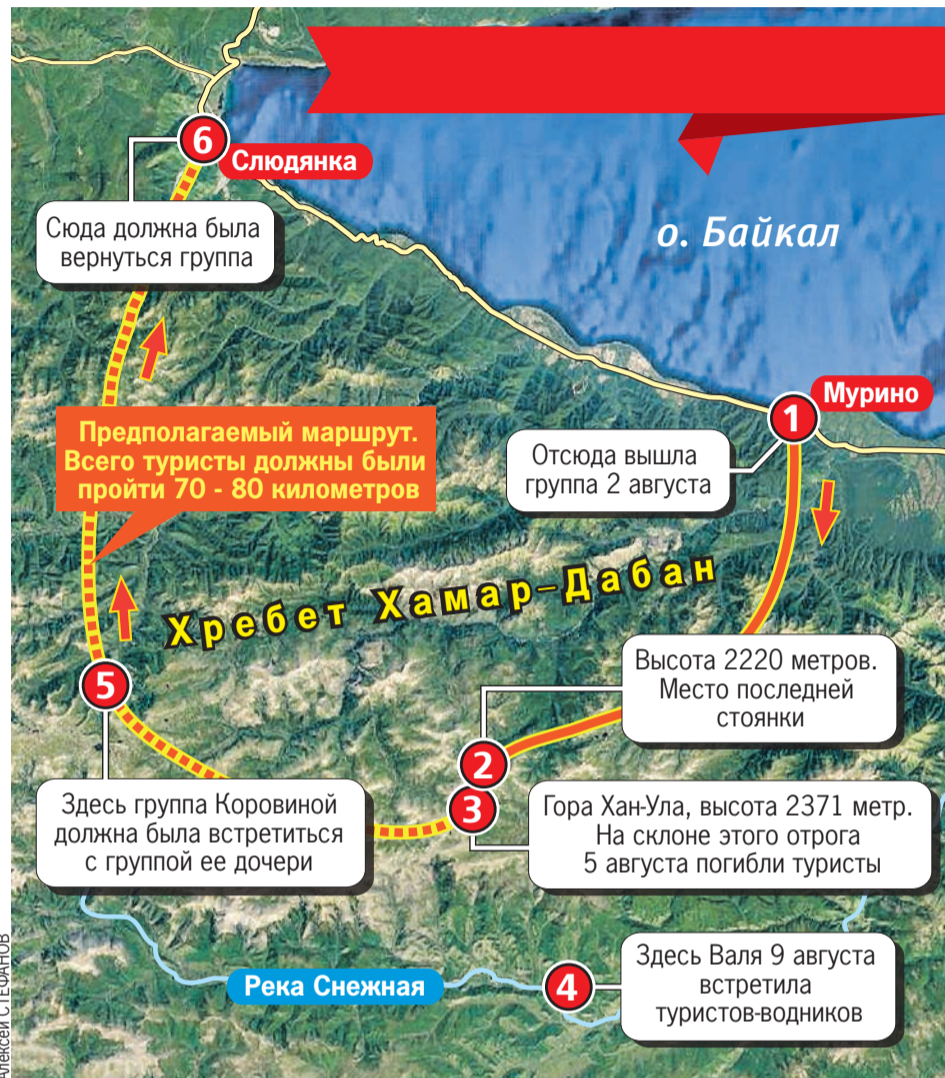 6
Слюдянка
Сюда должна была
вернуться группа
о. Байкал
Мурино
1
Отсюда вышла
группа 2 августа
Предполагаемый маршрут.
Всего туристы должны были
пройти 70 - 80 километров
Хребет Хамар-Дабан
5
Высота 2220 метров.
Место последней
стоянки
2
3
Здесь группа Коровиной
должна была встретиться
с группой ее дочери
Гора Хан-Ула, высота 2371 метр.
На склоне этого отрога
5 августа погибли туристы
Река Снежная
4
Здесь Валя 9 августа
встретила
туристов-водников
Алексей СТЕФАНОВ